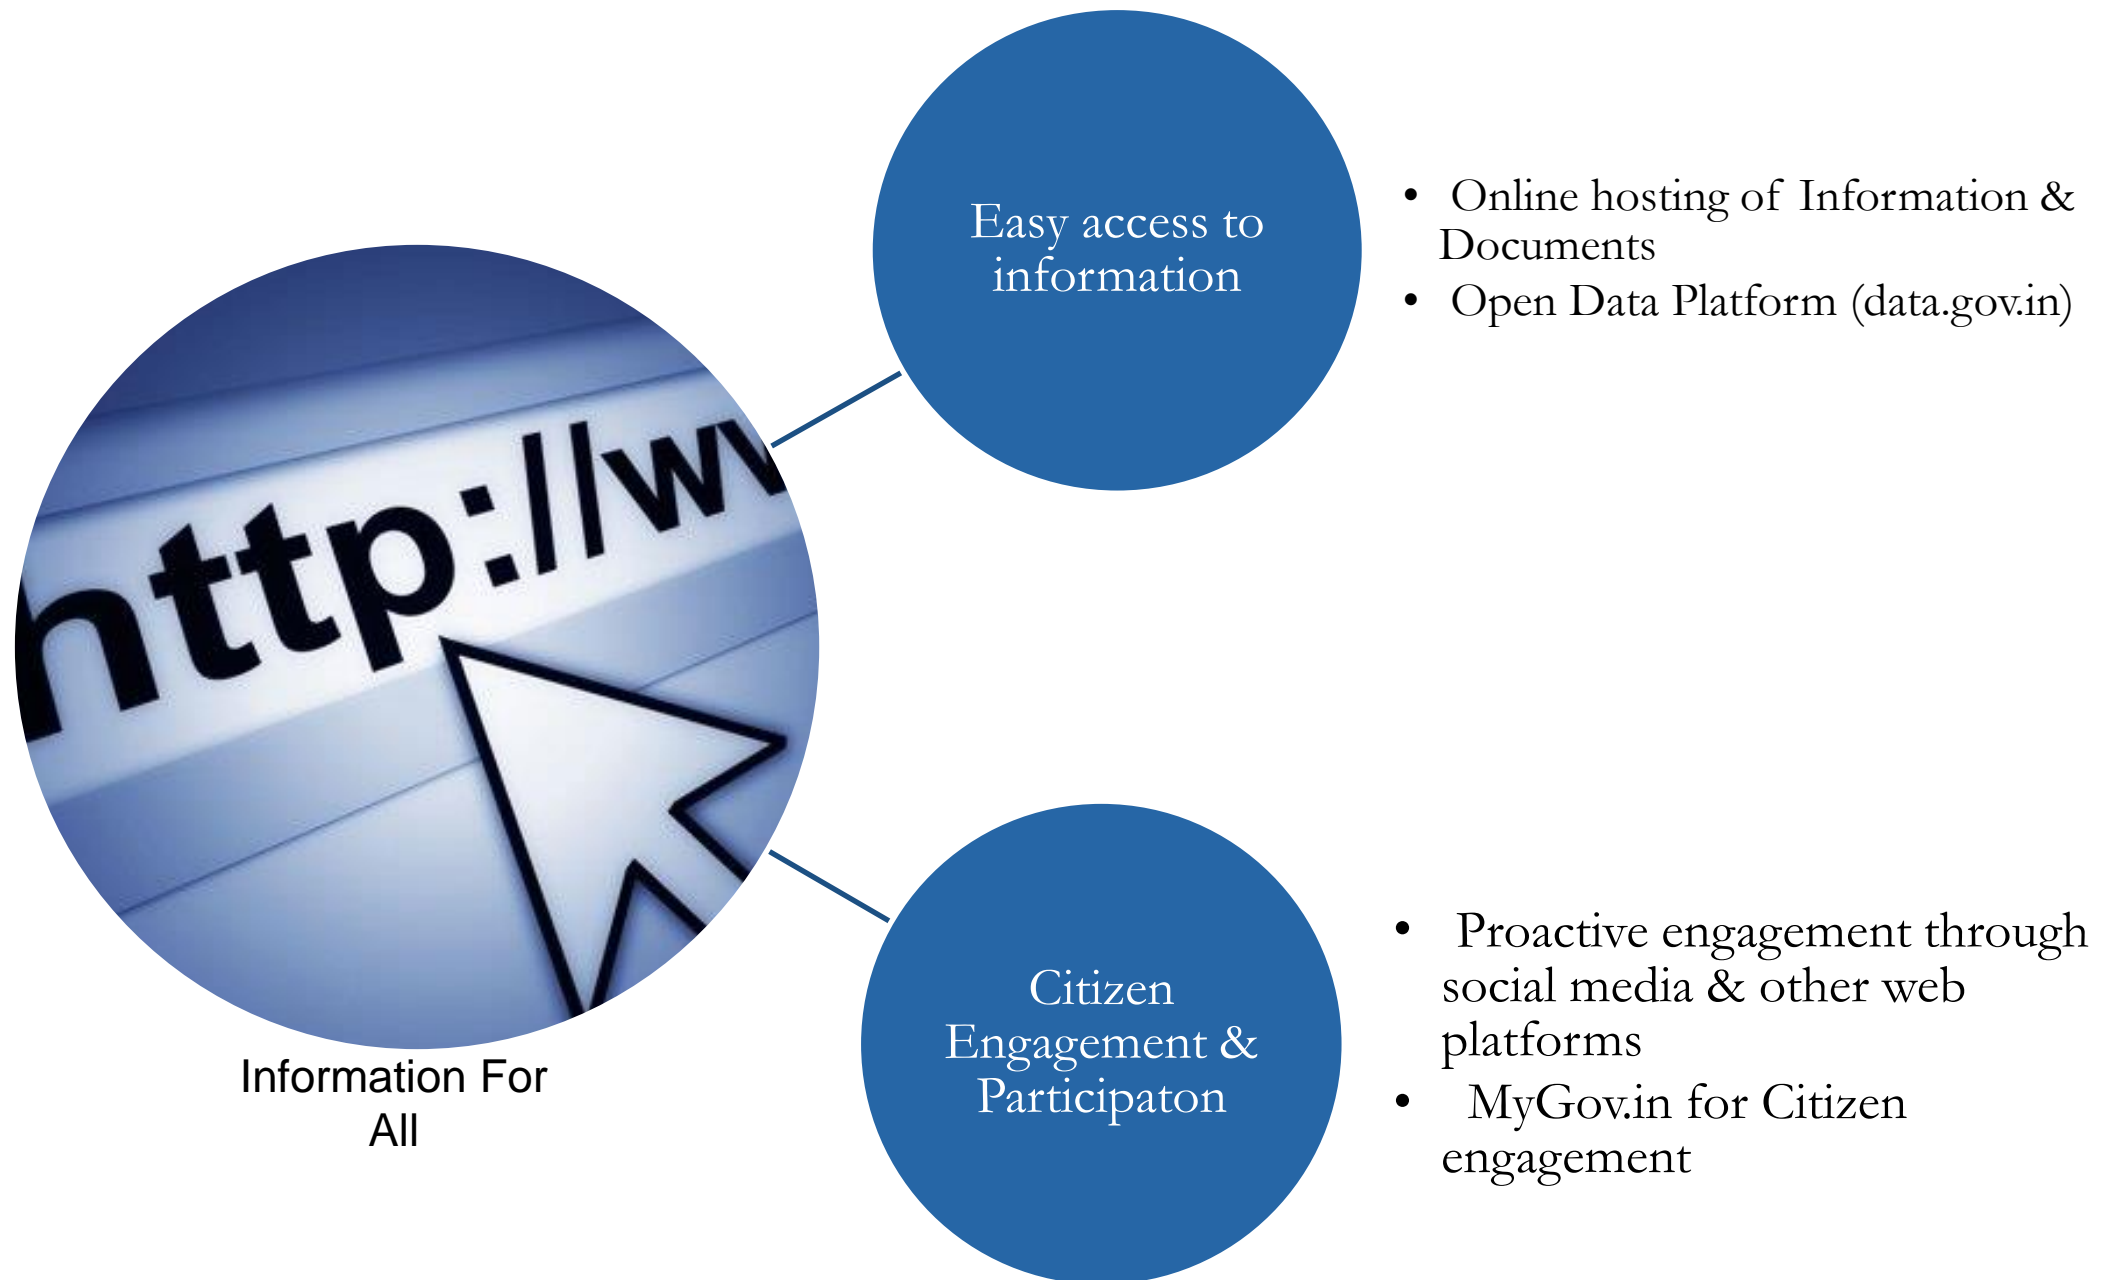 Easy access to
information
• Online hosting of Information &
Documents
• Open Data Platform (data.gov.in)
http://ww
Information For
All
Citizen
Engagement &
Participaton
• Proactive engagement through
social media & other web
platforms
• MyGov.in for Citizen
engagement